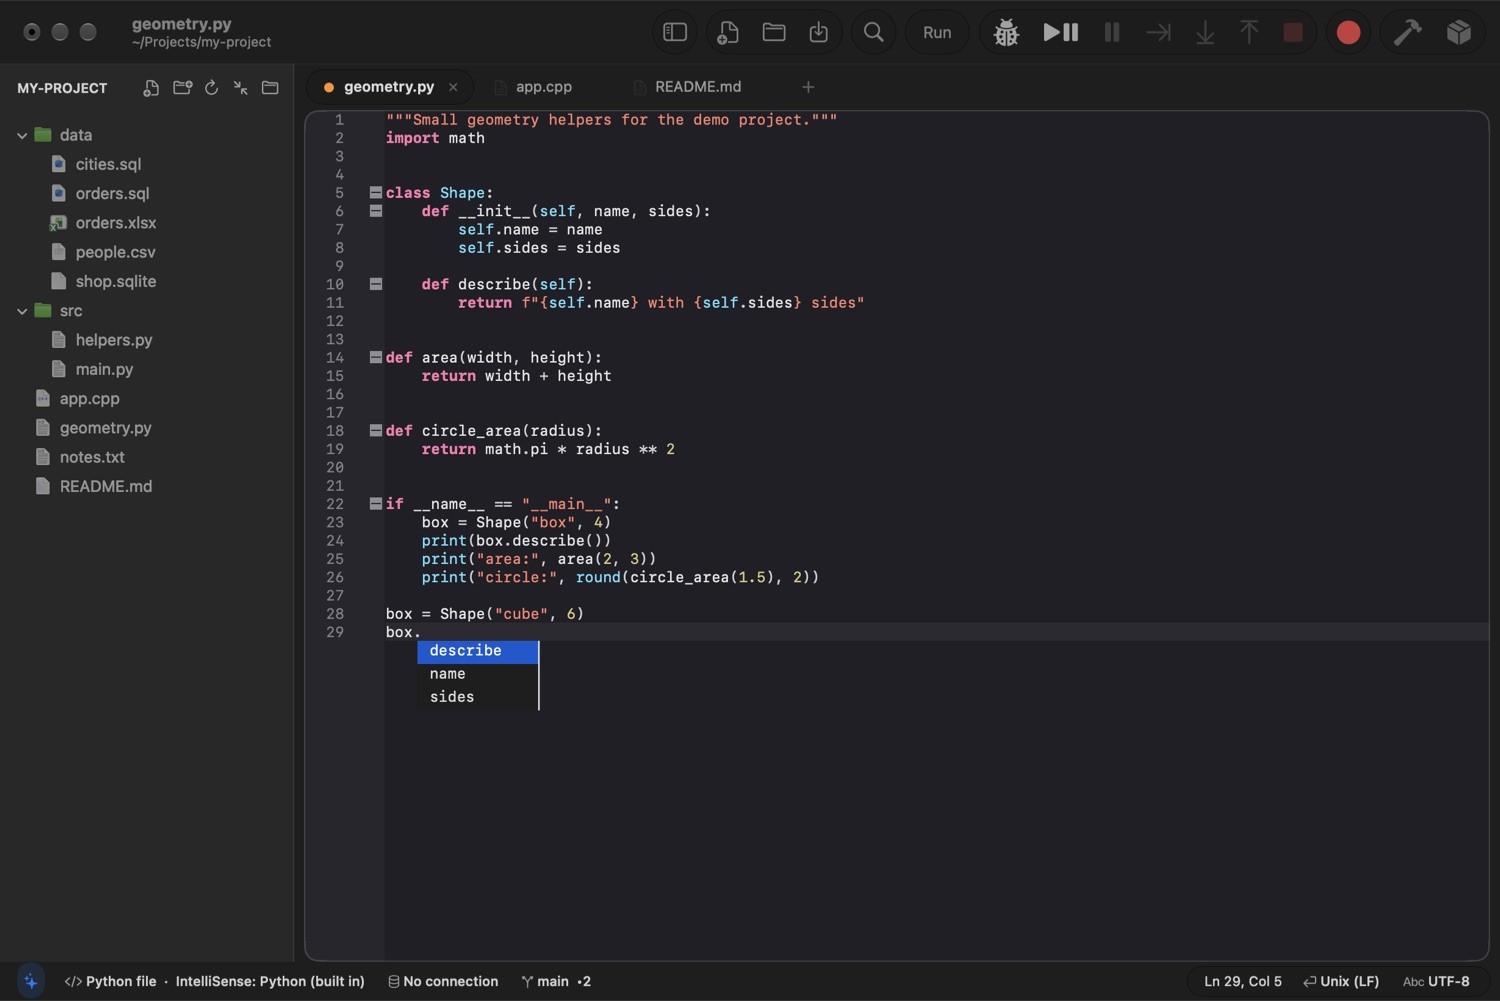 geometry.py
~/Projects/my-project
Run
MY-PROJECT
geometry.py
app.cpp
README.md
data
cities.sql
orders.sql
orders.xlsx
people.csv
shop.sqlite
src
helpers.py
main.py
app.cpp
geometry.py
notes.txt
README.md
1 """Small geometry helpers for the demo project."""
2 import math
3
4
5 class Shape:
6     def __init__(self, name, sides):
7         self.name = name
8         self.sides = sides
9
10     def describe(self):
11         return f"{self.name} with {self.sides} sides"
12
13
14 def area(width, height):
15     return width + height
16
17
18 def circle_area(radius):
19     return math.pi * radius ** 2
20
21
22 if __name__ == "__main__":
23     box = Shape("box", 4)
24     print(box.describe())
25     print("area:", area(2, 3))
26     print("circle:", round(circle_area(1.5), 2))
27
28 box = Shape("cube", 6)
29 box.
describe
name
sides
</> Python file · IntelliSense: Python (built in) No connection main •2
Ln 29, Col 5 Unix (LF) Abc UTF-8